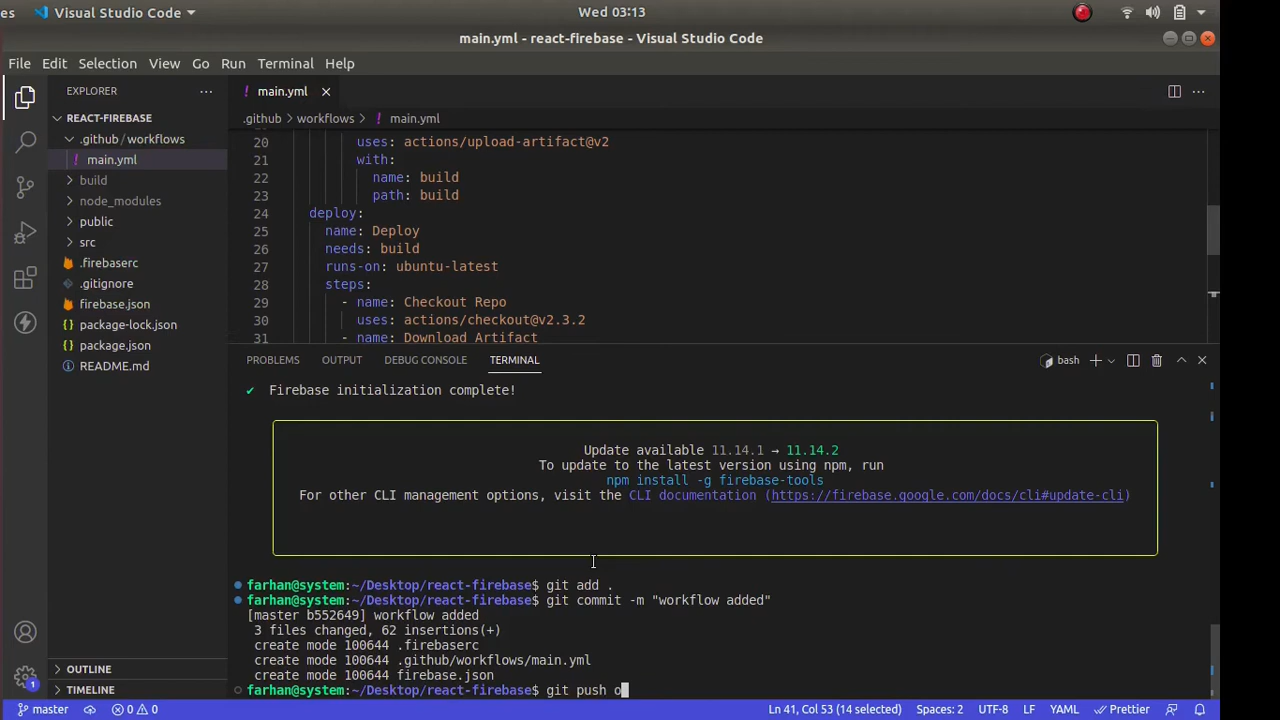 es Visual Studio Code Wed 03:13
main.yml - react-firebase - Visual Studio Code
File Edit Selection View Go Run Terminal Help
EXPLORER
main.yml
REACT-FIREBASE
.github / workflows
main.yml
build
node_modules
public
src
.firebaserc
.gitignore
firebase.json
package-lock.json
package.json
README.md
OUTLINE
TIMELINE
1
.github > workflows > main.yml
20 uses: actions/upload-artifact@v2
21 with:
22 name: build
23 path: build
24 deploy:
25 name: Deploy
26 needs: build
27 runs-on: ubuntu-latest
28 steps:
29 - name: Checkout Repo
30 uses: actions/checkout@v2.3.2
31 - name: Download Artifact
PROBLEMS OUTPUT DEBUG CONSOLE TERMINAL bash
✔ Firebase initialization complete!
Update available 11.14.1 → 11.14.2
To update to the latest version using npm, run
npm install -g firebase-tools
For other CLI management options, visit the CLI documentation (https://firebase.google.com/docs/cli#update-cli)
farhan@system:~/Desktop/react-firebase$ git add .
farhan@system:~/Desktop/react-firebase$ git commit -m "workflow added"
[master b552649] workflow added
3 files changed, 62 insertions(+)
create mode 100644 .firebaserc
create mode 100644 .github/workflows/main.yml
create mode 100644 firebase.json
farhan@system:~/Desktop/react-firebase$ git push o
master 0 0 Ln 41, Col 53 (14 selected) Spaces: 2 UTF-8 LF YAML Prettier